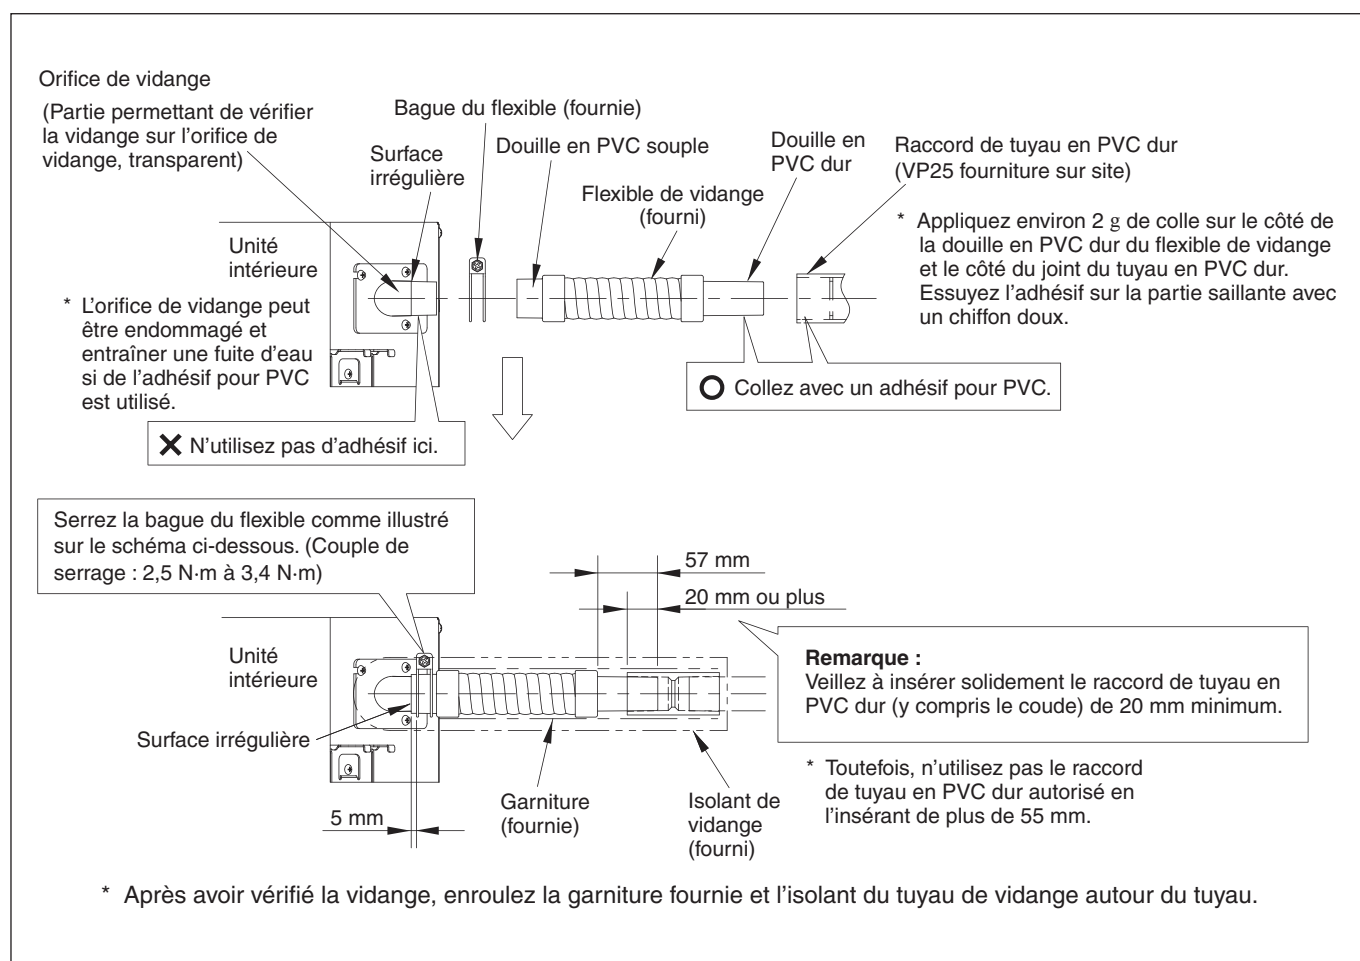 Orifice de vidange
(Partie permettant de vérifier
la vidange sur l'orifice de
vidange, transparent)
Bague du flexible (fournie)
Surface
irrégulière
Douille en PVC souple
Flexible de vidange
(fourni)
Douille en
PVC dur
Raccord de tuyau en PVC dur
(VP25 fourniture sur site)
* Appliquez environ 2 g de colle sur le côté de
la douille en PVC dur du flexible de vidange
et le côté du joint du tuyau en PVC dur.
Essuyez l'adhésif sur la partie saillante avec
un chiffon doux.
Unité
intérieure
* L'orifice de vidange peut
être endommagé et
entraîner une fuite d'eau
si de l'adhésif pour PVC
est utilisé.
N'utilisez pas d'adhésif ici.
Collez avec un adhésif pour PVC.
Serrez la bague du flexible comme illustré
sur le schéma ci-dessous. (Couple de
serrage : 2,5 N·m à 3,4 N·m)
57 mm
20 mm ou plus
Unité
intérieure
Surface irrégulière
5 mm
Garniture
(fournie)
Isolant de
vidange
(fourni)
Remarque :
Veillez à insérer solidement le raccord de tuyau en
PVC dur (y compris le coude) de 20 mm minimum.
* Toutefois, n'utilisez pas le raccord
de tuyau en PVC dur autorisé en
l'insérant de plus de 55 mm.
* Après avoir vérifié la vidange, enroulez la garniture fournie et l'isolant du tuyau de vidange autour du tuyau.